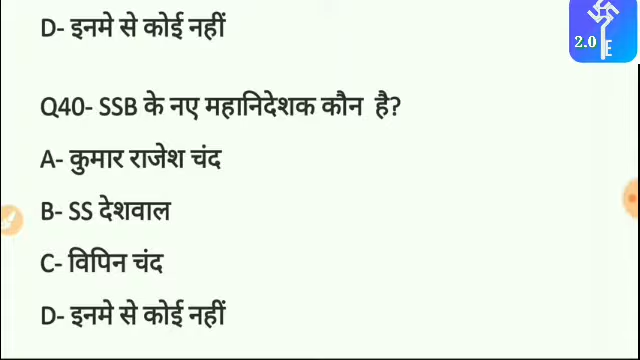 D- इनमे से कोई नहीं
2.0
E
Q40- SSB के नए महानिदेशक कौन है?
A- कुमार राजेश चंद
B- SS देशवाल
C- विपिन चंद
D- इनमे से कोई नहीं